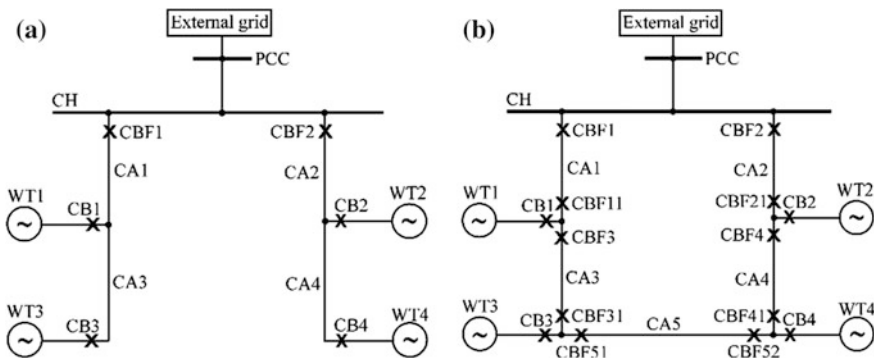 (a)
External grid
PCC
CH
CBF1
CBF2
CA1
CA2
WT1
CB1
CB2
WT2
CA3
CA4
WT3
CB3
CB4
WT4
(b)
External grid
PCC
CH
CBF1
CBF2
CA1
CA2
WT1
CB1
CBF11
CBF21
CB2
WT2
CBF3
CBF4
CA3
CA4
WT3
CB3
CBF31
CA5
CBF41
CB4
WT4
CBF51
CBF52